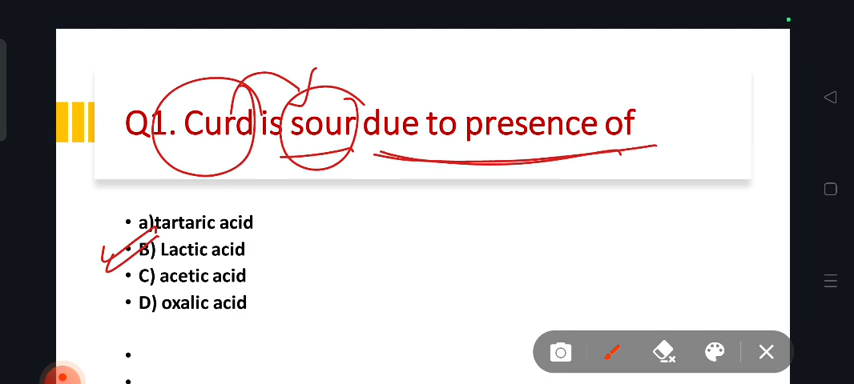 Q1. Curd is sour due to presence of
• a)tartaric acid
• B) Lactic acid
• C) acetic acid
• D) oxalic acid